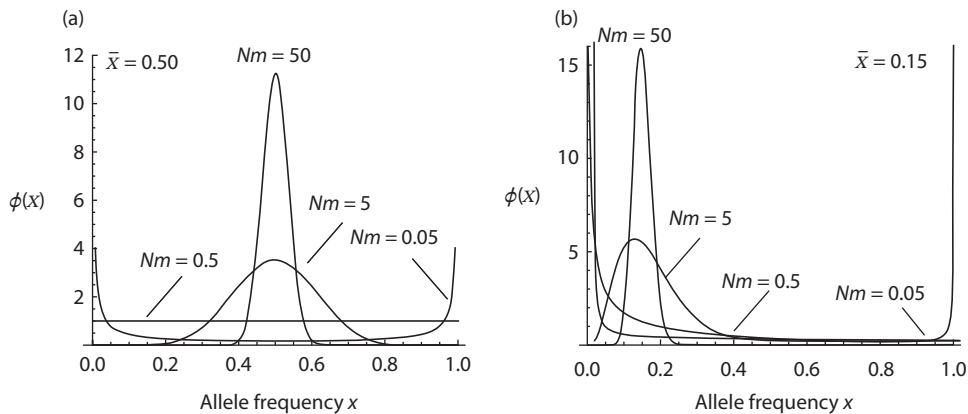 (a)
x̄ = 0.50
Nm = 50
12
10
8
6
4
2
ϕ(x)
Nm = 5
Nm = 0.05
Nm = 0.5
0.0 0.2 0.4 0.6 0.8 1.0
Allele frequency x
(b)
Nm = 50
x̄ = 0.15
15
10
5
ϕ(x)
Nm = 5
Nm = 0.5
Nm = 0.05
0.0 0.2 0.4 0.6 0.8 1.0
Allele frequency x